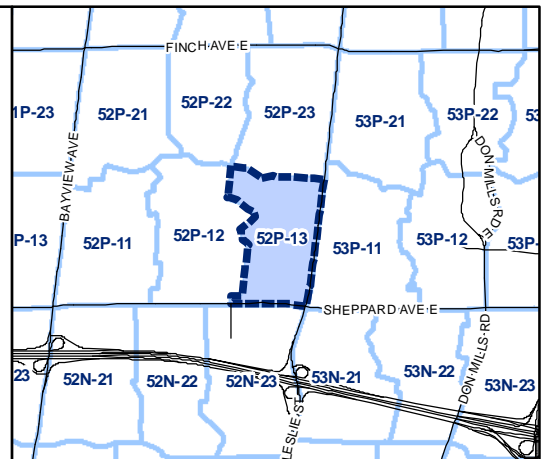 FINCH AVE E
1P-23
52P-21
52P-22
52P-23
53P-21
53P-22
53
BAYVIEW AVE
DON MILLS RD E
P-13
52P-11
52P-12
52P-13
53P-11
53P-12
53P-
SHEPPARD AVE E
23
52N-21
52N-22
52N-23
53N-21
53N-22
53N-23
LESLIE ST
DON MILLS RD